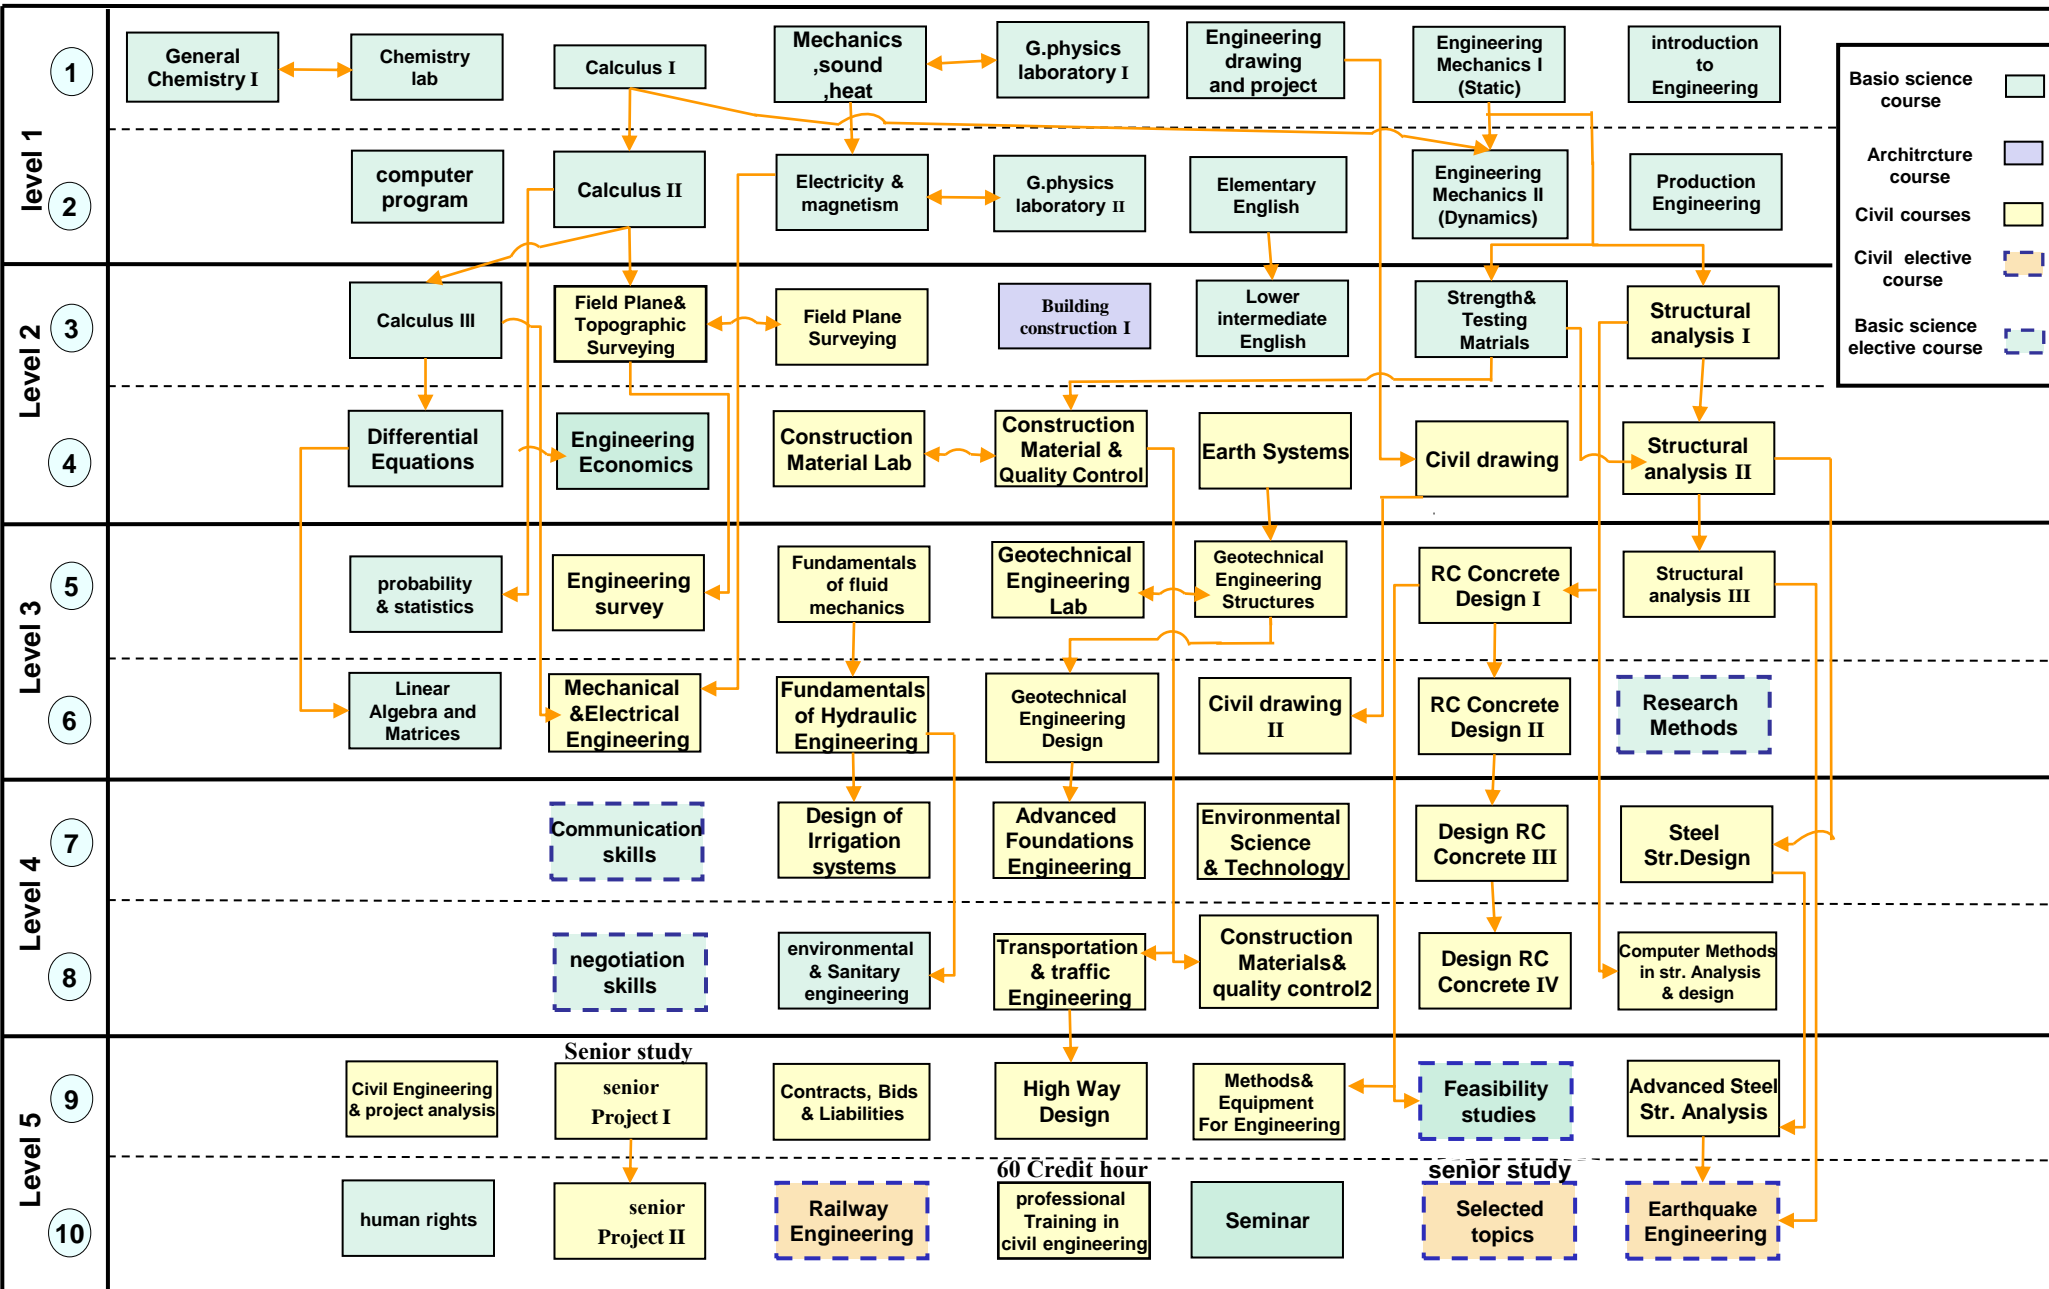 level 1
1
General
Chemistry I
Chemistry
lab
Calculus I
Mechanics
,sound
,heat
G.physics
laboratory I
Engineering
drawing
and project
Engineering
Mechanics I
(Static)
introduction
to
Engineering
2
computer
program
Calculus II
Electricity &
magnetism
G.physics
laboratory II
Elementary
English
Engineering
Mechanics II
(Dynamics)
Production
Engineering
Basio science
course
Architrcture
course
Civil courses
Civil elective
course
Basic science
elective course
Level 2
3
Calculus III
Field Plane&
Topographic
Surveying
Field Plane
Surveying
Building
construction I
Lower
intermediate
English
Strength&
Testing
Matrials
Structural
analysis I
4
Differential
Equations
Engineering
Economics
Construction
Material Lab
Construction
Material &
Quality Control
Earth Systems
Civil drawing
Structural
analysis II
Level 3
5
probability
& statistics
Engineering
survey
Fundamentals
of fluid
mechanics
Geotechnical
Engineering
Lab
Geotechnical
Engineering
Structures
RC Concrete
Design I
Structural
analysis III
6
Linear
Algebra and
Matrices
Mechanical
&Electrical
Engineering
Fundamentals
of Hydraulic
Engineering
Geotechnical
Engineering
Design
Civil drawing
II
RC Concrete
Design II
Research
Methods
Level 4
7
Communication
skills
Design of
Irrigation
systems
Advanced
Foundations
Engineering
Environmental
Science
& Technology
Design RC
Concrete III
Steel
Str.Design
8
negotiation
skills
environmental
& Sanitary
engineering
Transportation
& traffic
Engineering
Construction
Materials&
quality control2
Design RC
Concrete IV
Computer Methods
in str. Analysis
& design
Level 5
9
Civil Engineering
& project analysis
Senior study
senior
Project I
Contracts, Bids
& Liabilities
High Way
Design
Methods&
Equipment
For Engineering
Feasibility
studies
Advanced Steel
Str. Analysis
10
human rights
senior
Project II
Railway
Engineering
60 Credit hour
professional
Training in
civil engineering
Seminar
senior study
Selected
topics
Earthquake
Engineering